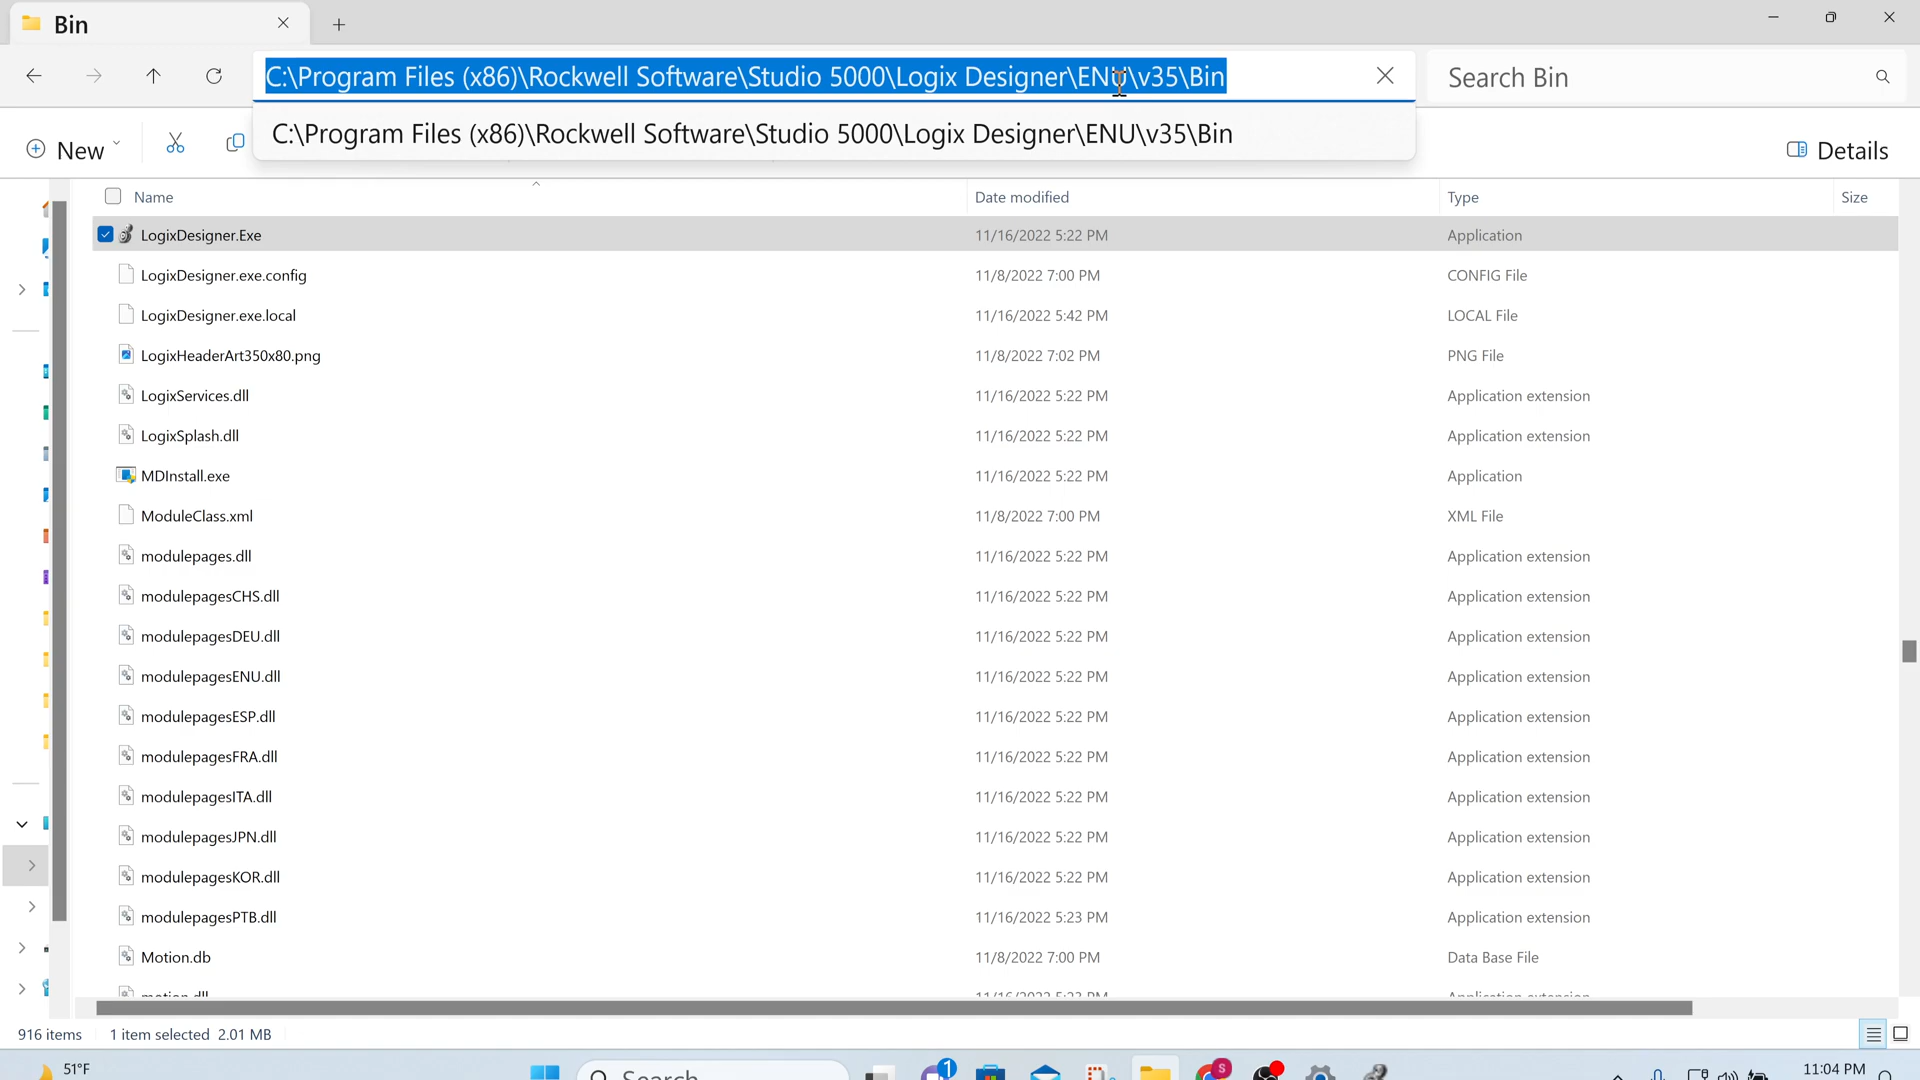 Bin
C:\Program Files (x86)\Rockwell Software\Studio 5000\Logix Designer\ENU\v35\Bin
Search Bin
New
C:\Program Files (x86)\Rockwell Software\Studio 5000\Logix Designer\ENU\v35\Bin
Details
Name Date modified Type Size
LogixDesigner.Exe 11/16/2022 5:22 PM Application
LogixDesigner.exe.config 11/8/2022 7:00 PM CONFIG File
LogixDesigner.exe.local 11/16/2022 5:42 PM LOCAL File
LogixHeaderArt350x80.png 11/8/2022 7:02 PM PNG File
LogixServices.dll 11/16/2022 5:22 PM Application extension
LogixSplash.dll 11/16/2022 5:22 PM Application extension
MDInstall.exe 11/16/2022 5:22 PM Application
ModuleClass.xml 11/8/2022 7:00 PM XML File
modulepages.dll 11/16/2022 5:22 PM Application extension
modulepagesCHS.dll 11/16/2022 5:22 PM Application extension
modulepagesDEU.dll 11/16/2022 5:22 PM Application extension
modulepagesENU.dll 11/16/2022 5:22 PM Application extension
modulepagesESP.dll 11/16/2022 5:22 PM Application extension
modulepagesFRA.dll 11/16/2022 5:22 PM Application extension
modulepagesITA.dll 11/16/2022 5:22 PM Application extension
modulepagesJPN.dll 11/16/2022 5:22 PM Application extension
modulepagesKOR.dll 11/16/2022 5:22 PM Application extension
modulepagesPTB.dll 11/16/2022 5:23 PM Application extension
Motion.db 11/8/2022 7:00 PM Data Base File
motion.dll 11/16/2022 5:23 PM Application extension
916 items 1 item selected 2.01 MB
51°F
Search
1
S
11:04 PM